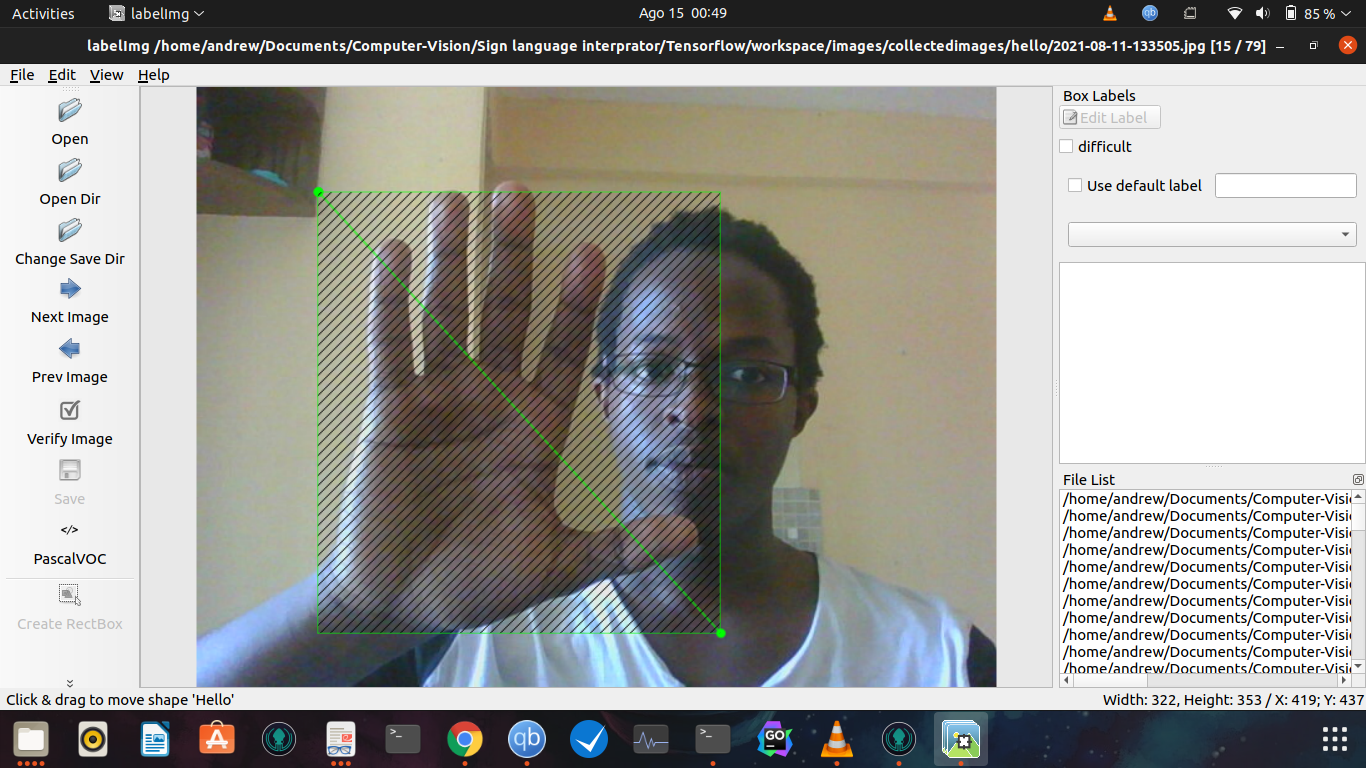 Activities labelImg Ago 15 00:49 85 %
labelImg /home/andrew/Documents/Computer-Vision/Sign language interprator/Tensorflow/workspace/images/collectedimages/hello/2021-08-11-133505.jpg [15 / 79]
File Edit View Help
Open
Open Dir
Change Save Dir
Next Image
Prev Image
Verify Image
Save
</>
PascalVOC
Create RectBox
Box Labels
Edit Label
difficult
Use default label
File List
/home/andrew/Documents/Computer-Visi
/home/andrew/Documents/Computer-Visi
/home/andrew/Documents/Computer-Visi
/home/andrew/Documents/Computer-Visi
/home/andrew/Documents/Computer-Visi
/home/andrew/Documents/Computer-Visi
/home/andrew/Documents/Computer-Visi
/home/andrew/Documents/Computer-Visi
/home/andrew/Documents/Computer-Visi
/home/andrew/Documents/Computer-Visi
/home/andrew/Documents/Computer-Visi
Click & drag to move shape 'Hello'
Width: 322, Height: 353 / X: 419; Y: 437
>_ qb >_ GO